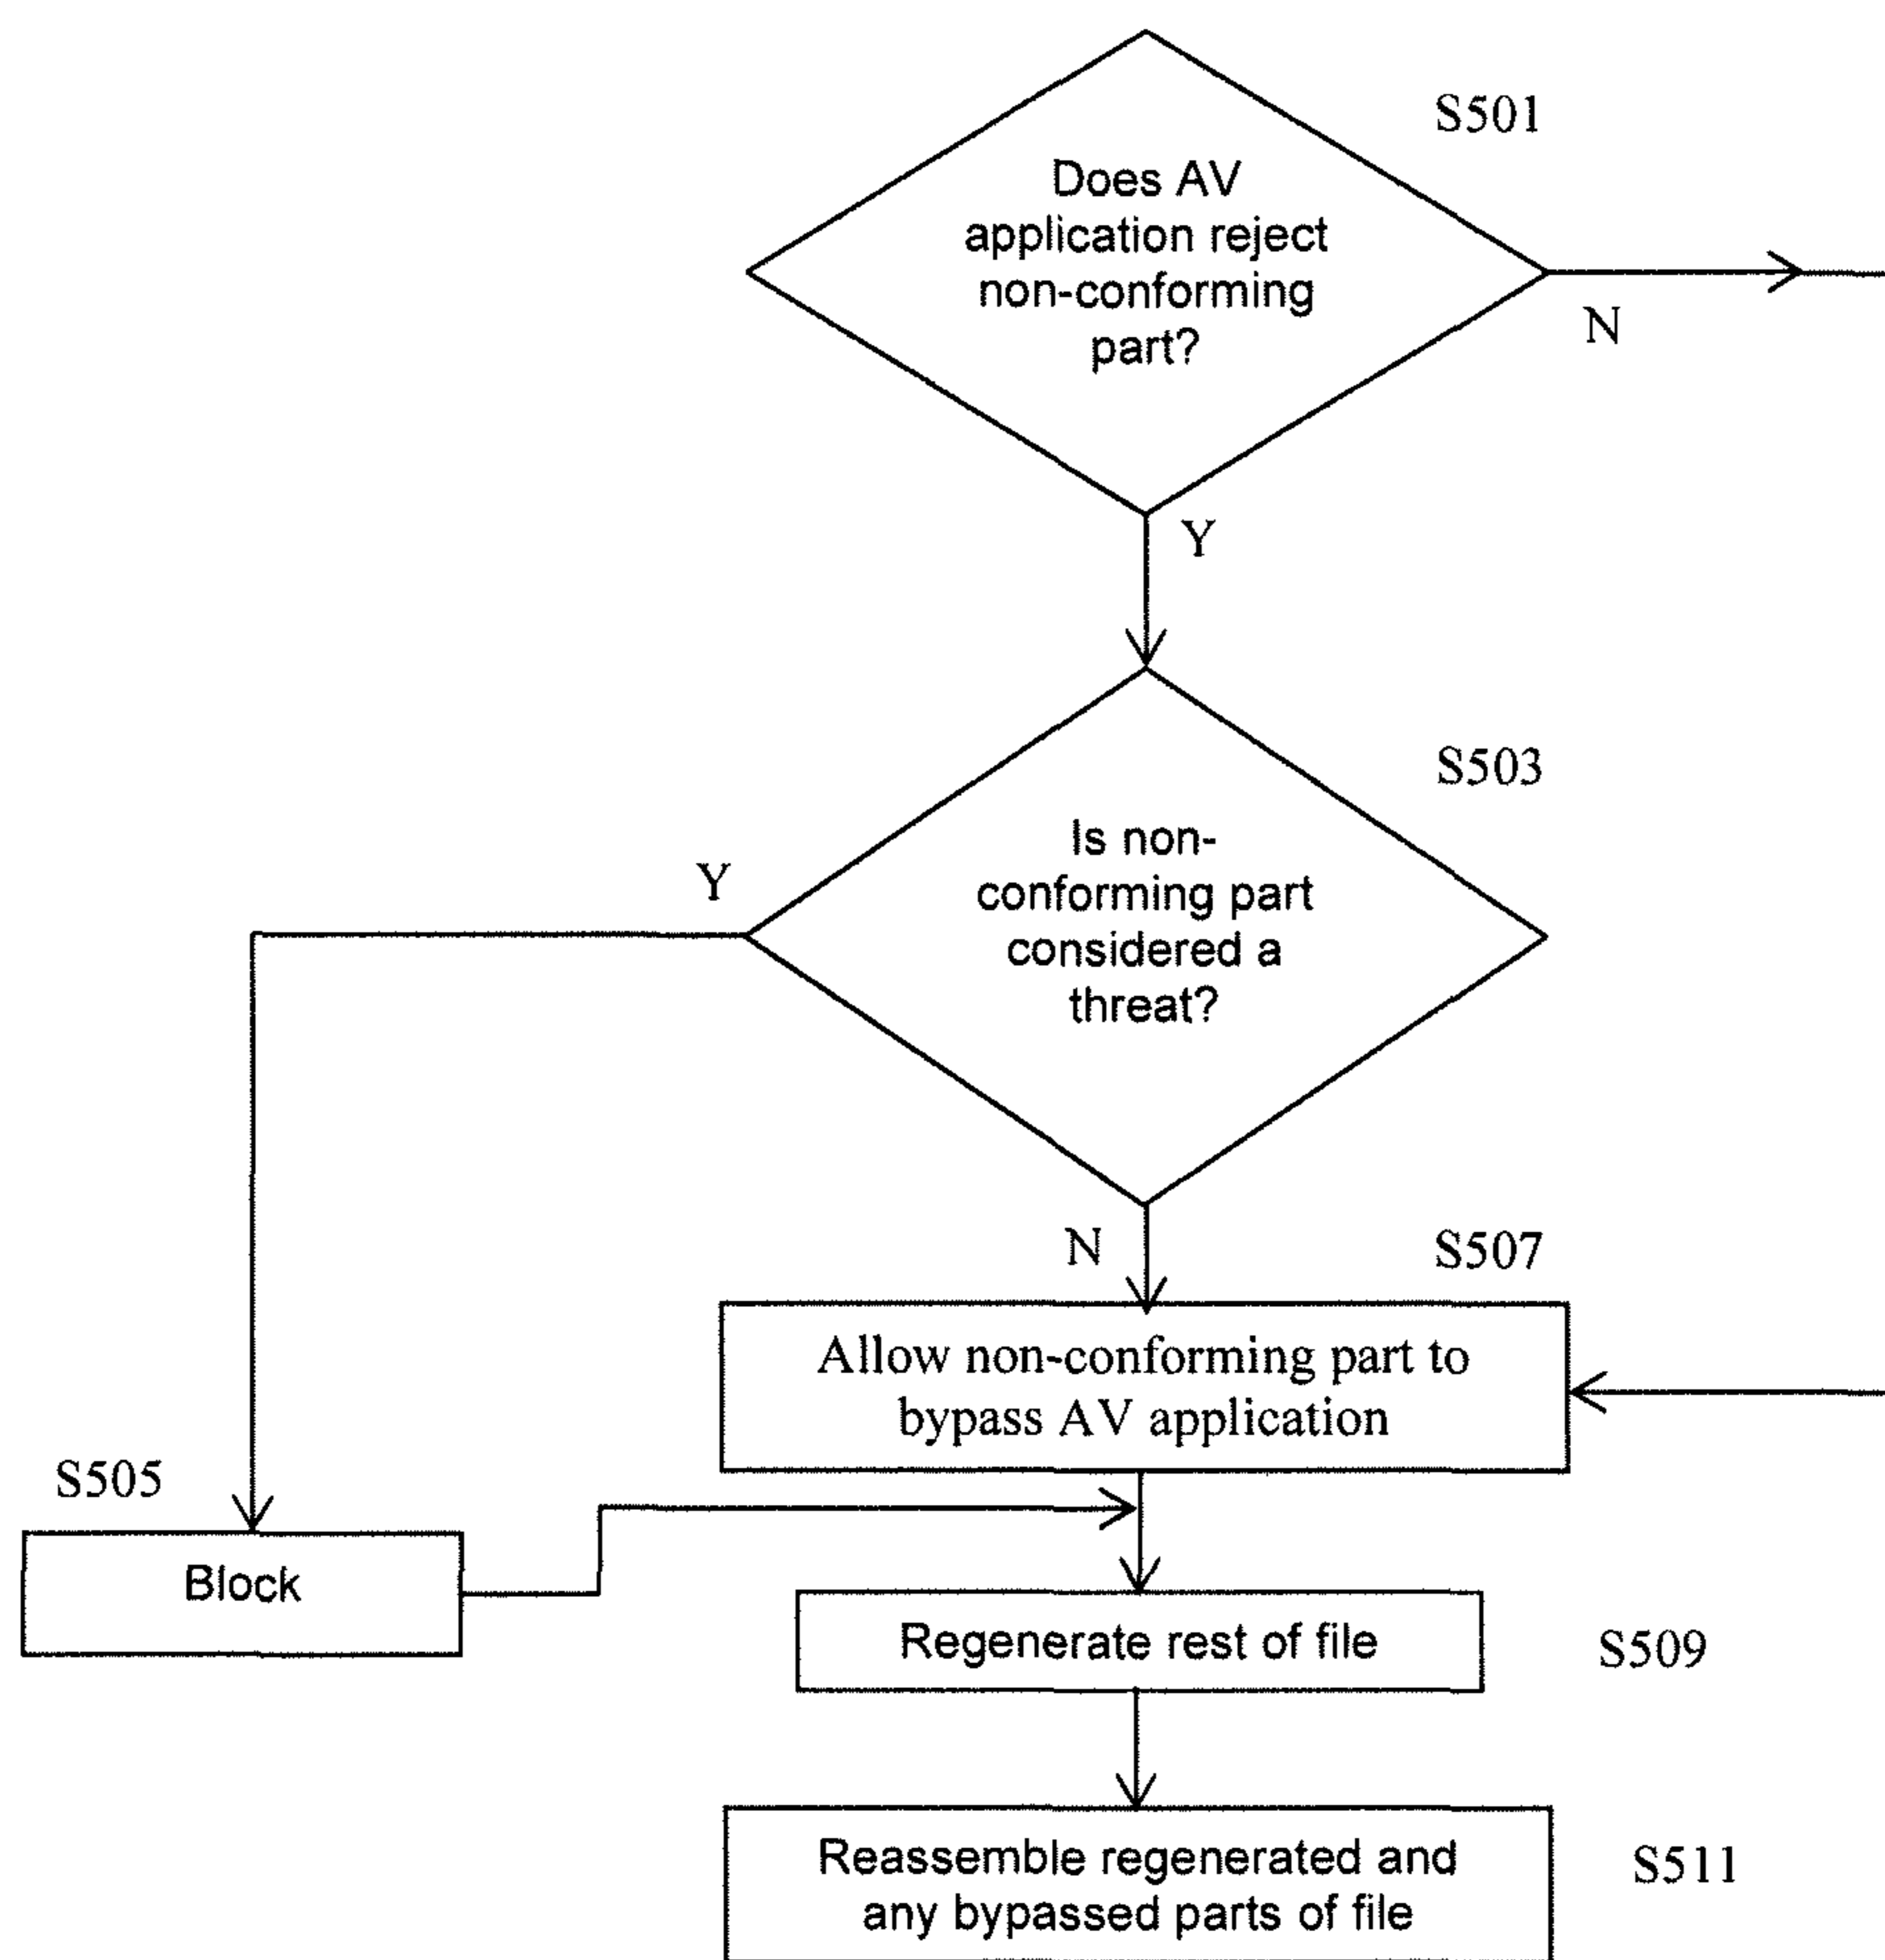 S501
Does AV
application reject
non-conforming
part?
N
Y
S503
Is non-
conforming part
considered a
threat?
Y
N
S507
Allow non-conforming part to
bypass AV application
S505
Block
Regenerate rest of file
S509
Reassemble regenerated and
any bypassed parts of file
S511